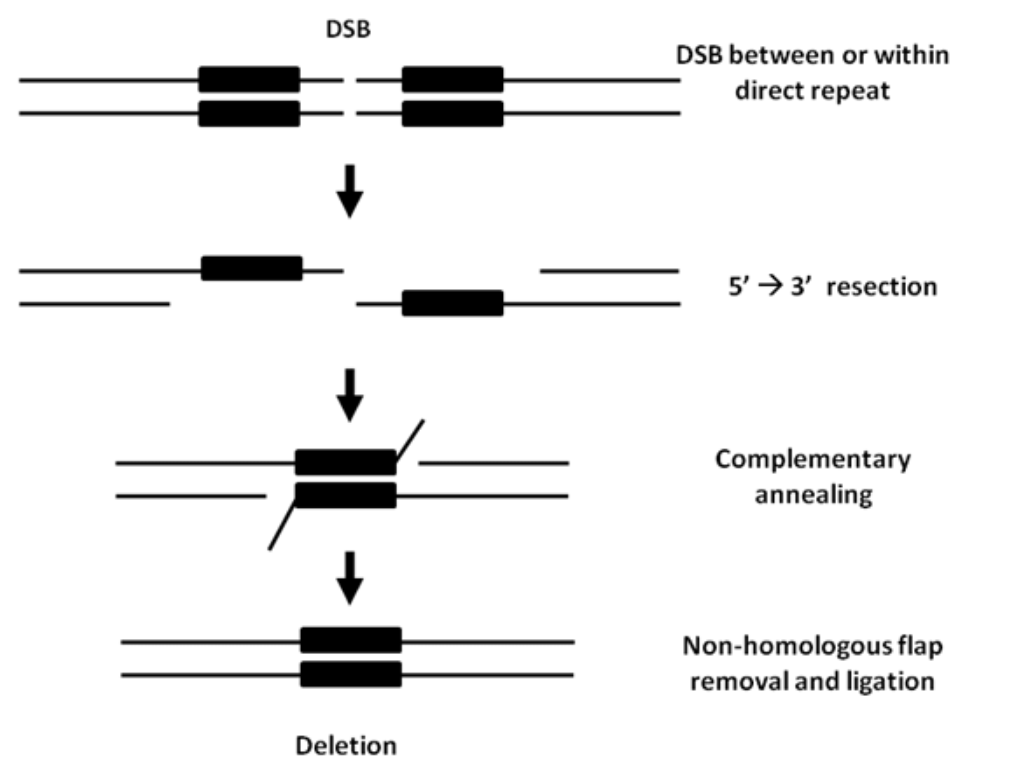 DSB
DSB between or within
direct repeat
5’ → 3’ resection
Complementary
annealing
Non-homologous flap
removal and ligation
Deletion